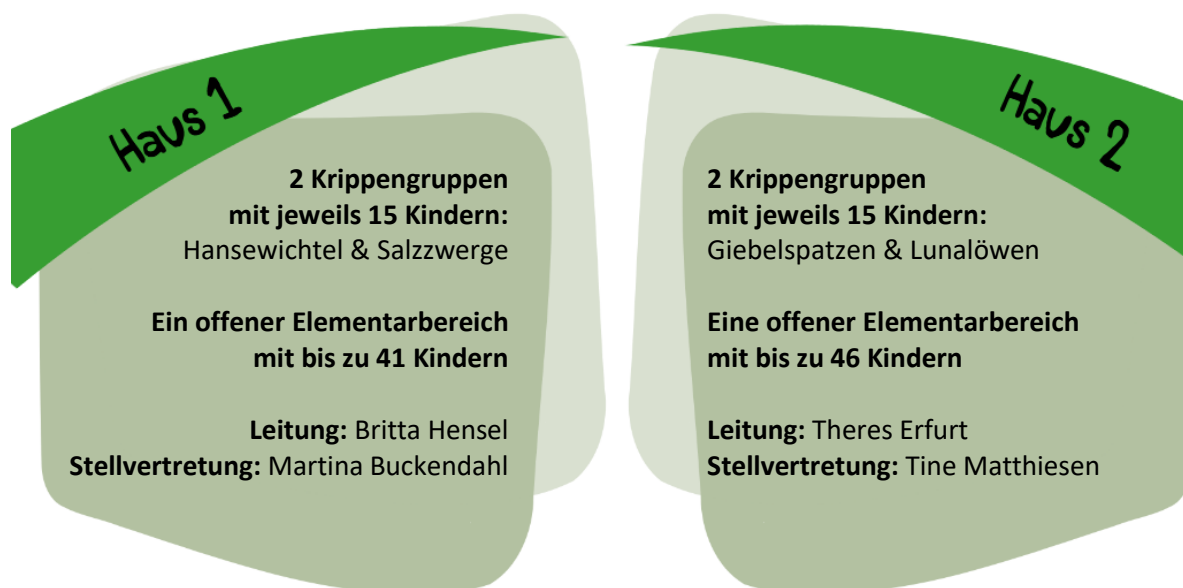 Haus 1
2 Krippengruppen
mit jeweils 15 Kindern:
Hansewichtel & Salzzwerge
Ein offener Elementarbereich
mit bis zu 41 Kindern
Leitung: Britta Hensel
Stellvertretung: Martina Buckendahl
Haus 2
2 Krippengruppen
mit jeweils 15 Kindern:
Giebelspatzen & Lunalöwen
Eine offener Elementarbereich
mit bis zu 46 Kindern
Leitung: Theres Erfurt
Stellvertretung: Tine Matthiesen